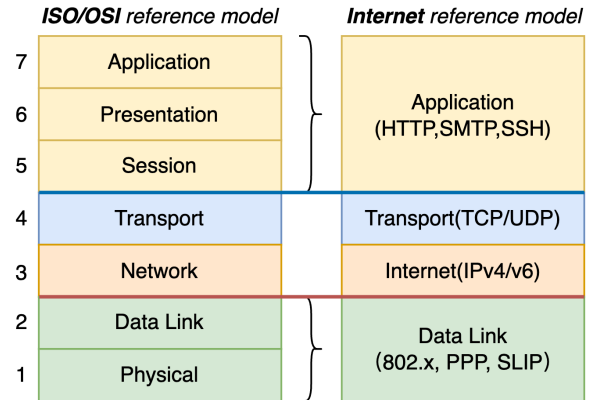 ISO/OSI reference model
Internet reference model
7
Application
6
Presentation
5
Session
Application
(HTTP,SMTP,SSH)
4
Transport
Transport(TCP/UDP)
3
Network
Internet(IPv4/v6)
2
Data Link
1
Physical
Data Link
(802.x, PPP, SLIP)